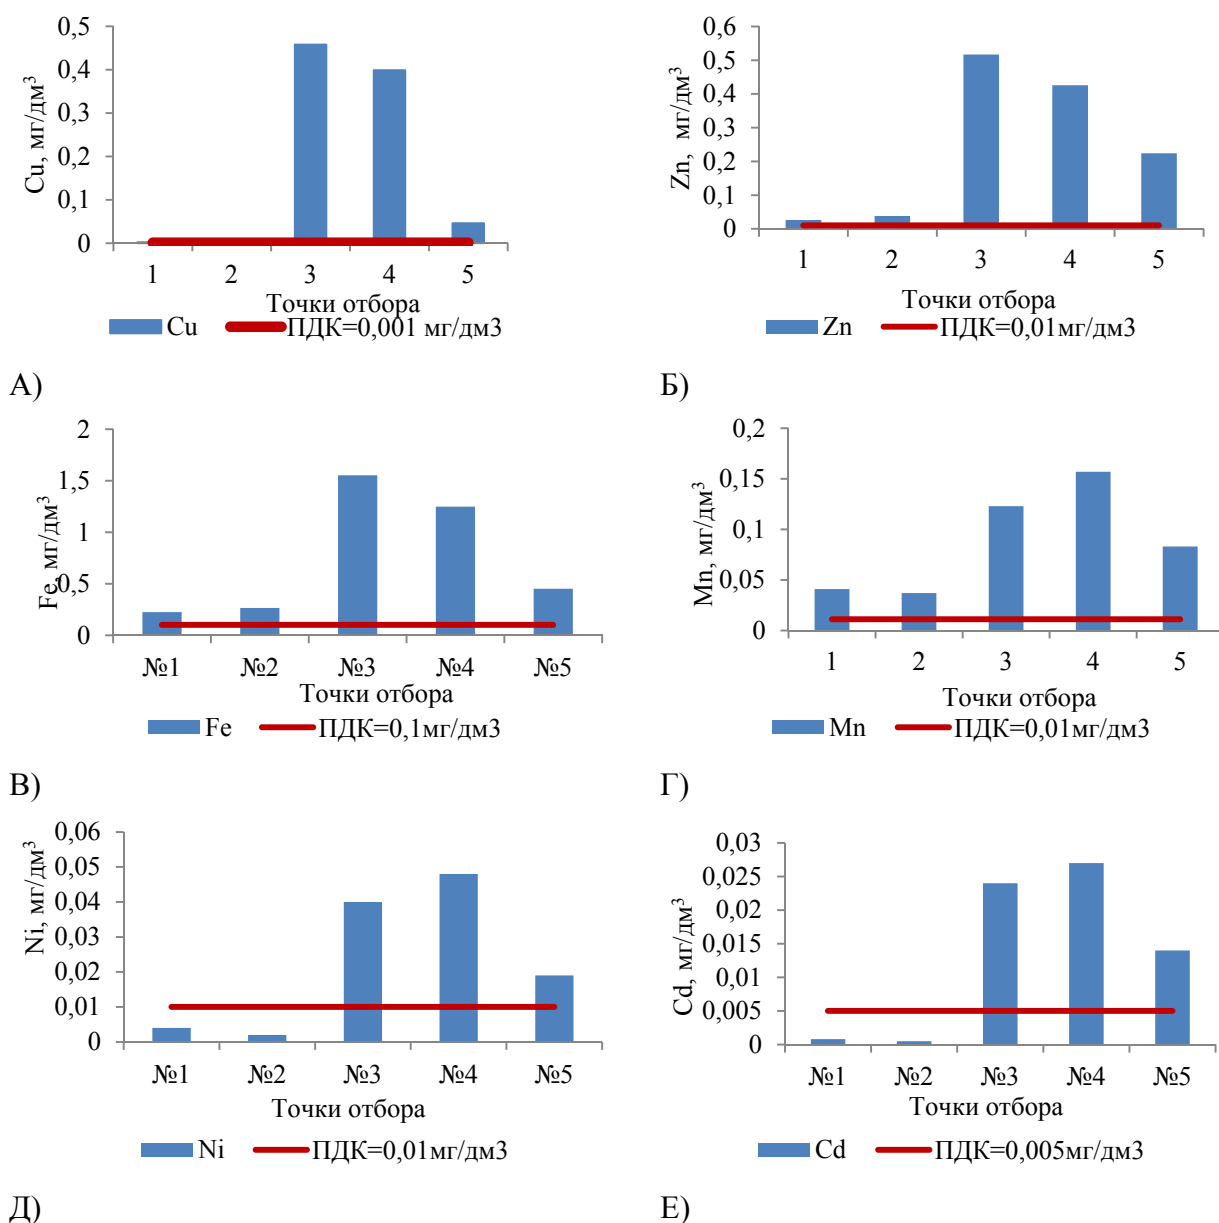 Cu, мг/дм³
0,5
0,4
0,3
0,2
0,1
0
1 2 3 4 5
Точки отбора
Cu ПДК=0,001 мг/дм3
А)
Zn, мг/дм³
0,6
0,5
0,4
0,3
0,2
0,1
0
1 2 3 4 5
Точки отбора
Zn ПДК=0,01мг/дм3
Б)
Fe, мг/дм³
2
1,5
1
0,5
0
№1 №2 №3 №4 №5
Точки отбора
Fe ПДК=0,1мг/дм3
В)
Mn, мг/дм³
0,2
0,15
0,1
0,05
0
1 2 3 4 5
Точки отбора
Mn ПДК=0,01мг/дм3
Г)
Ni, мг/дм³
0,06
0,05
0,04
0,03
0,02
0,01
0
№1 №2 №3 №4 №5
Точки отбора
Ni ПДК=0,01мг/дм3
Д)
Cd, мг/дм³
0,03
0,025
0,02
0,015
0,01
0,005
0
№1 №2 №3 №4 №5
Точки отбора
Cd ПДК=0,005мг/дм3
Е)